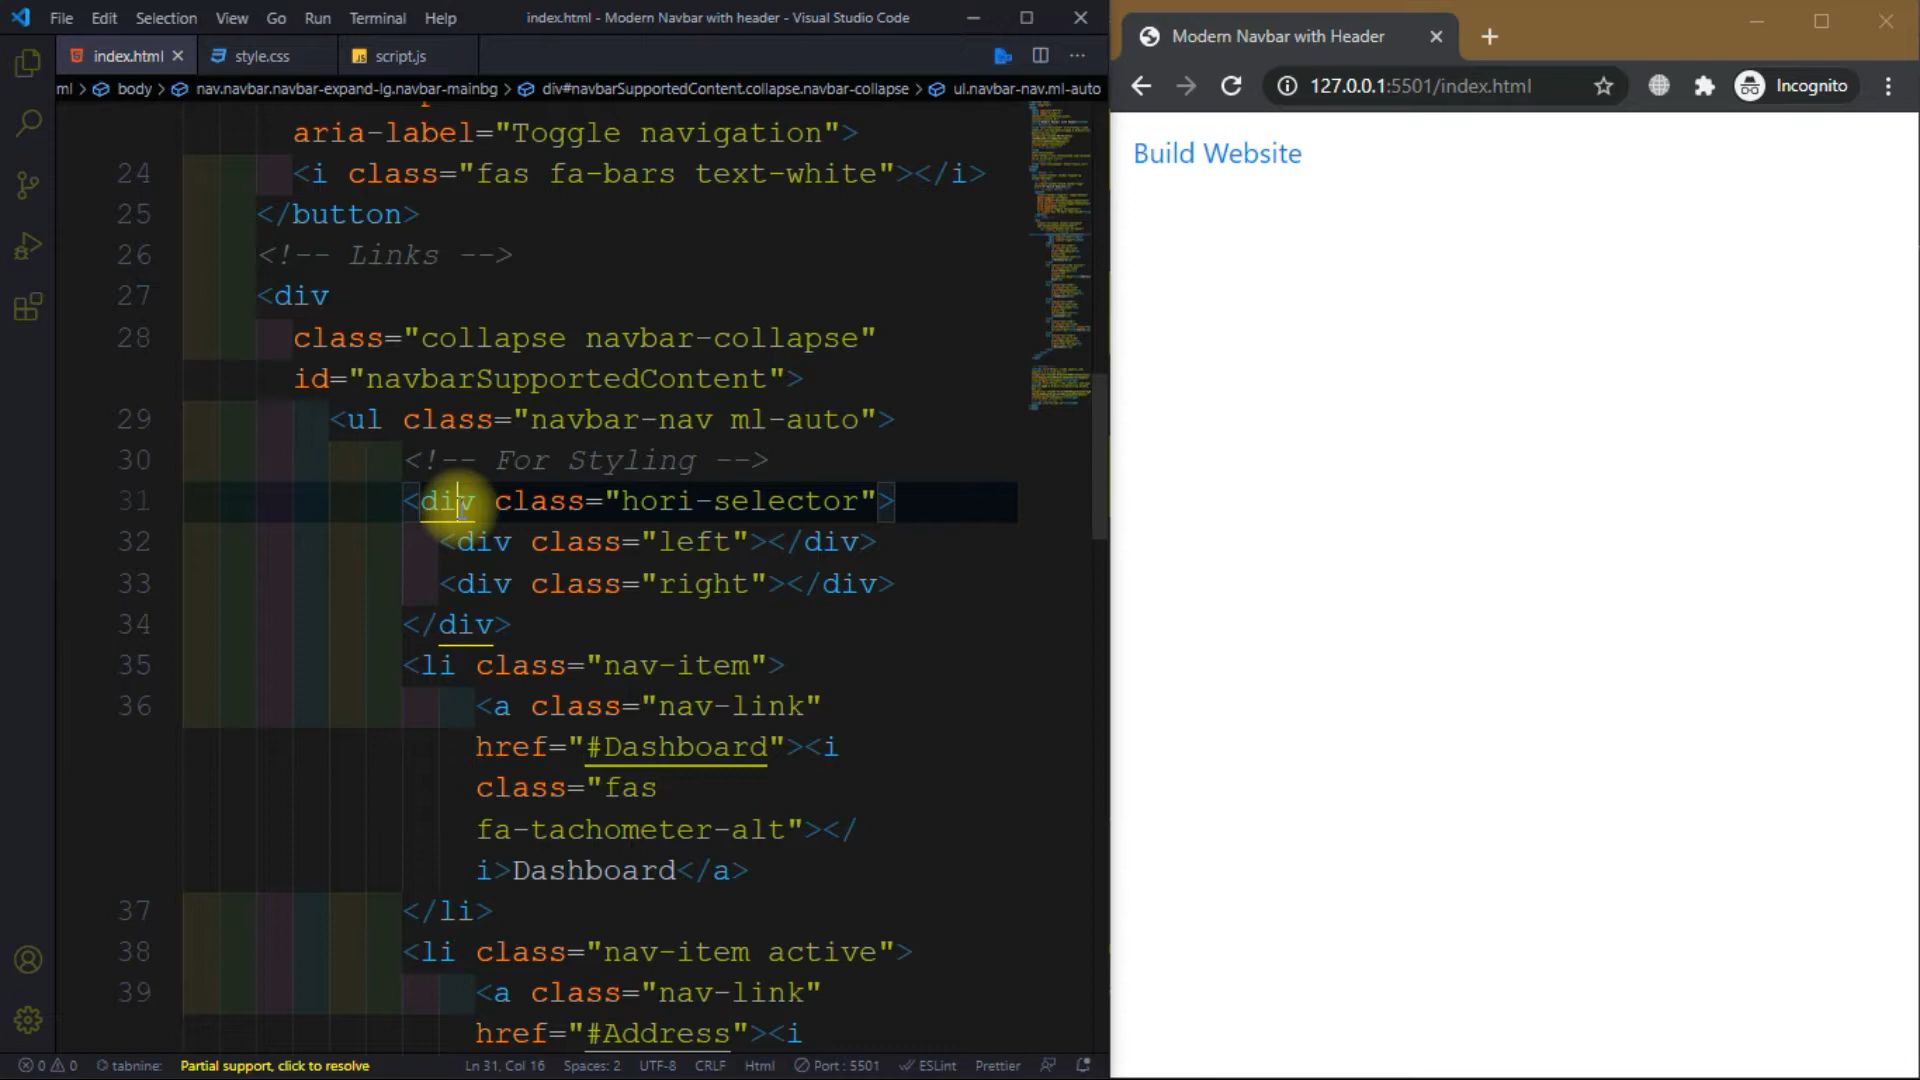 File Edit Selection View Go Run Terminal Help index.html - Modern Navbar with header - Visual Studio Code
index.html style.css script.js
ml > body > nav.navbar.navbar-expand-lg.navbar-mainbg > div#navbarSupportedContent.collapse.navbar-collapse > ul.navbar-nav.ml-auto
aria-label="Toggle navigation">
24 <i class="fas fa-bars text-white"></i>
25 </button>
26 <!-- Links -->
27 <div
28 class="collapse navbar-collapse"
id="navbarSupportedContent">
29 <ul class="navbar-nav ml-auto">
30 <!-- For Styling -->
31 <div class="hori-selector">
32 <div class="left"></div>
33 <div class="right"></div>
34 </div>
35 <li class="nav-item">
36 <a class="nav-link"
href="#Dashboard"><i
class="fas
fa-tachometer-alt"></
i>Dashboard</a>
37 </li>
38 <li class="nav-item active">
39 <a class="nav-link"
href="#Address"><i
0 0 tabnine: Partial support, click to resolve Ln 31, Col 16 Spaces: 2 UTF-8 CRLF Html Port : 5501 ESLint Prettier
Modern Navbar with Header
127.0.0.1:5501/index.html Incognito
Build Website